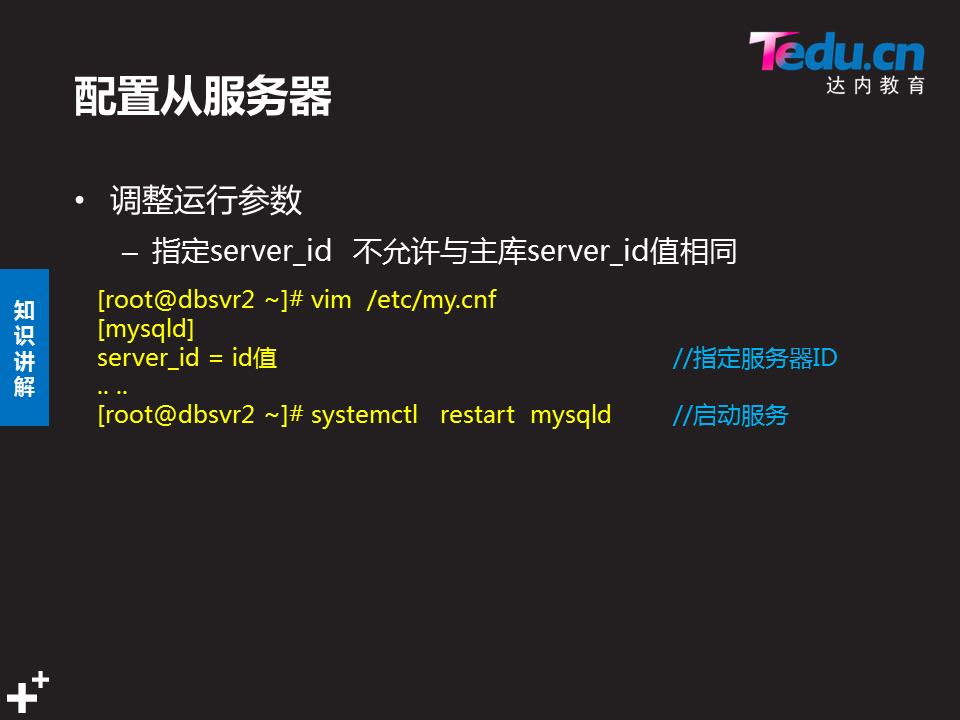 Tedu.cn
达内教育
配置从服务器
• 调整运行参数
– 指定server_id 不允许与主库server_id值相同
知识讲解
[root@dbsvr2 ~]# vim /etc/my.cnf
[mysqld]
server_id = id值 //指定服务器ID
.. ..
[root@dbsvr2 ~]# systemctl restart mysqld //启动服务